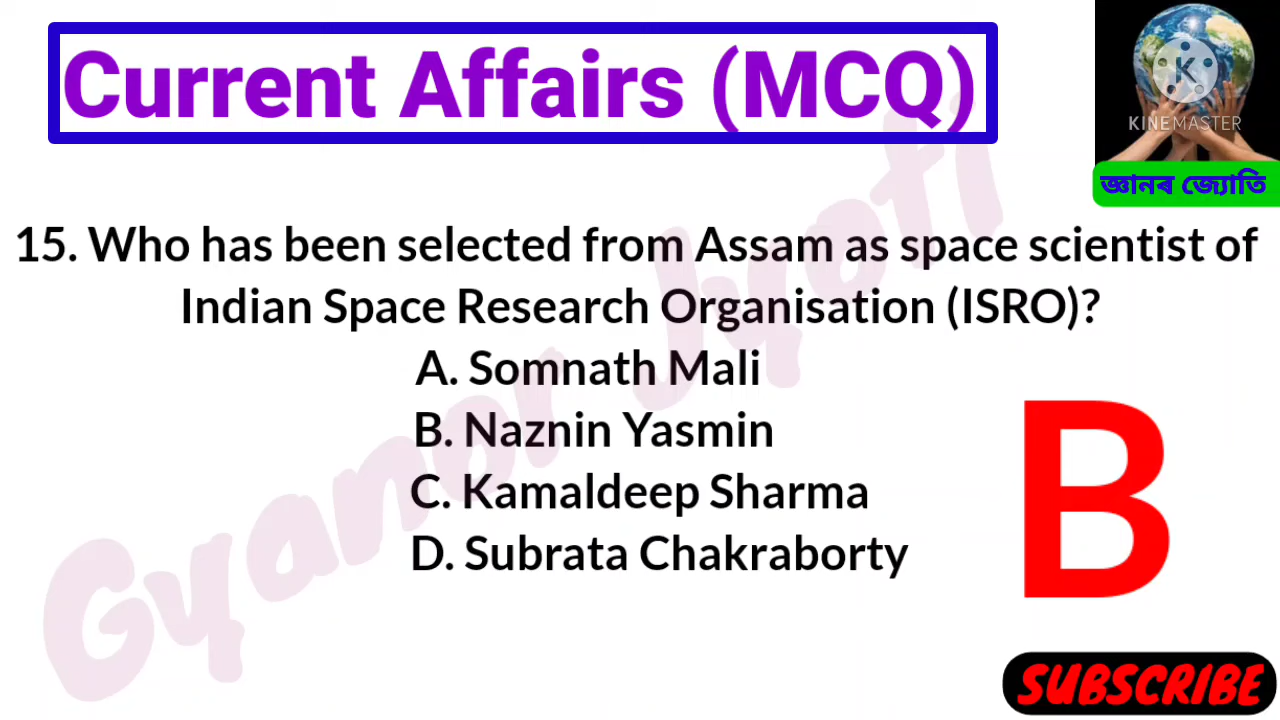 Current Affairs (MCQ)
K
KINEMASTER
জ্ঞানৰ জ্যোতি
15. Who has been selected from Assam as space scientist of
Indian Space Research Organisation (ISRO)?
A. Somnath Mali
B. Naznin Yasmin
C. Kamaldeep Sharma
D. Subrata Chakraborty
B
Gyanor Jyoti
SUBSCRIBE